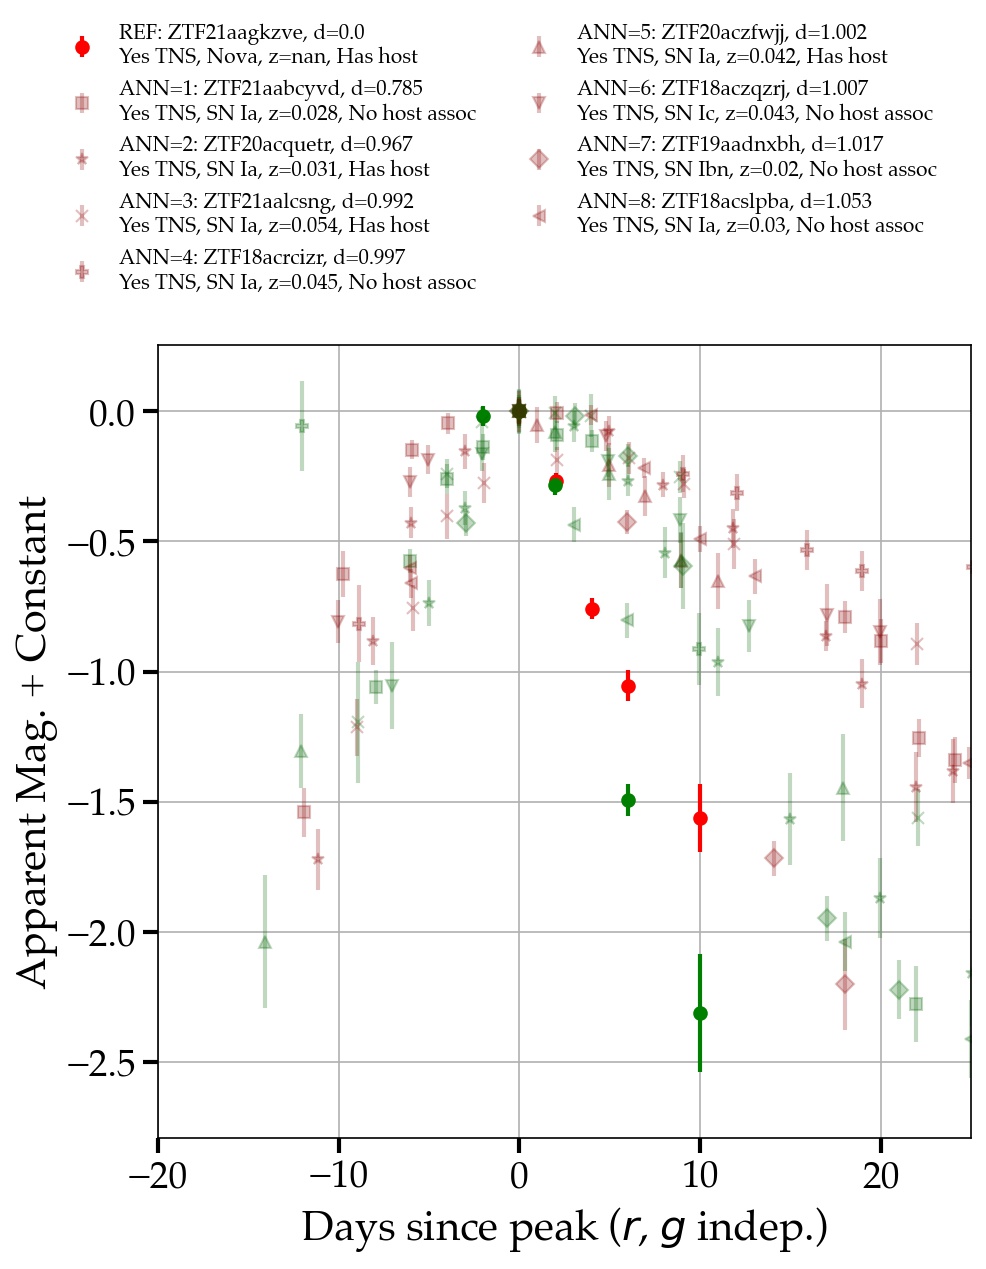 REF: ZTF21aagkzve, d=0.0
Yes TNS, Nova, z=nan, Has host
ANN=1: ZTF21aabcyvd, d=0.785
Yes TNS, SN Ia, z=0.028, No host assoc
ANN=2: ZTF20acquetr, d=0.967
Yes TNS, SN Ia, z=0.031, Has host
ANN=3: ZTF21aalcsng, d=0.992
Yes TNS, SN Ia, z=0.054, Has host
ANN=4: ZTF18acrcizr, d=0.997
Yes TNS, SN Ia, z=0.045, No host assoc
ANN=5: ZTF20aczfwjj, d=1.002
Yes TNS, SN Ia, z=0.042, Has host
ANN=6: ZTF18aczqzrj, d=1.007
Yes TNS, SN Ic, z=0.043, No host assoc
ANN=7: ZTF19aadnxbh, d=1.017
Yes TNS, SN Ibn, z=0.02, No host assoc
ANN=8: ZTF18acslpba, d=1.053
Yes TNS, SN Ia, z=0.03, No host assoc
Apparent Mag. + Constant
0.0
−0.5
−1.0
−1.5
−2.0
−2.5
−20
−10
0
10
20
Days since peak (r, g indep.)